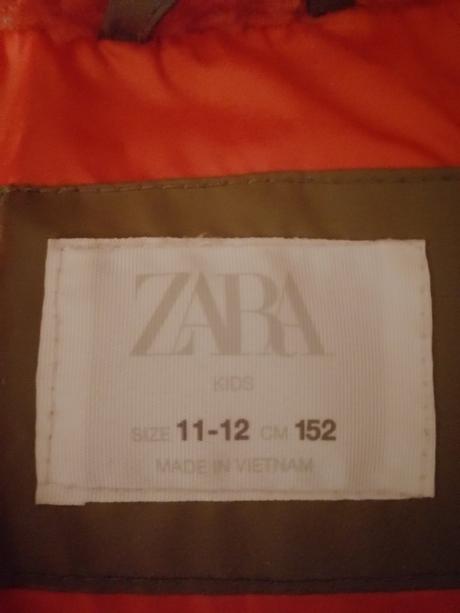 ZARA
KIDS
SIZE 11-12 CM 152
MADE IN VIETNAM